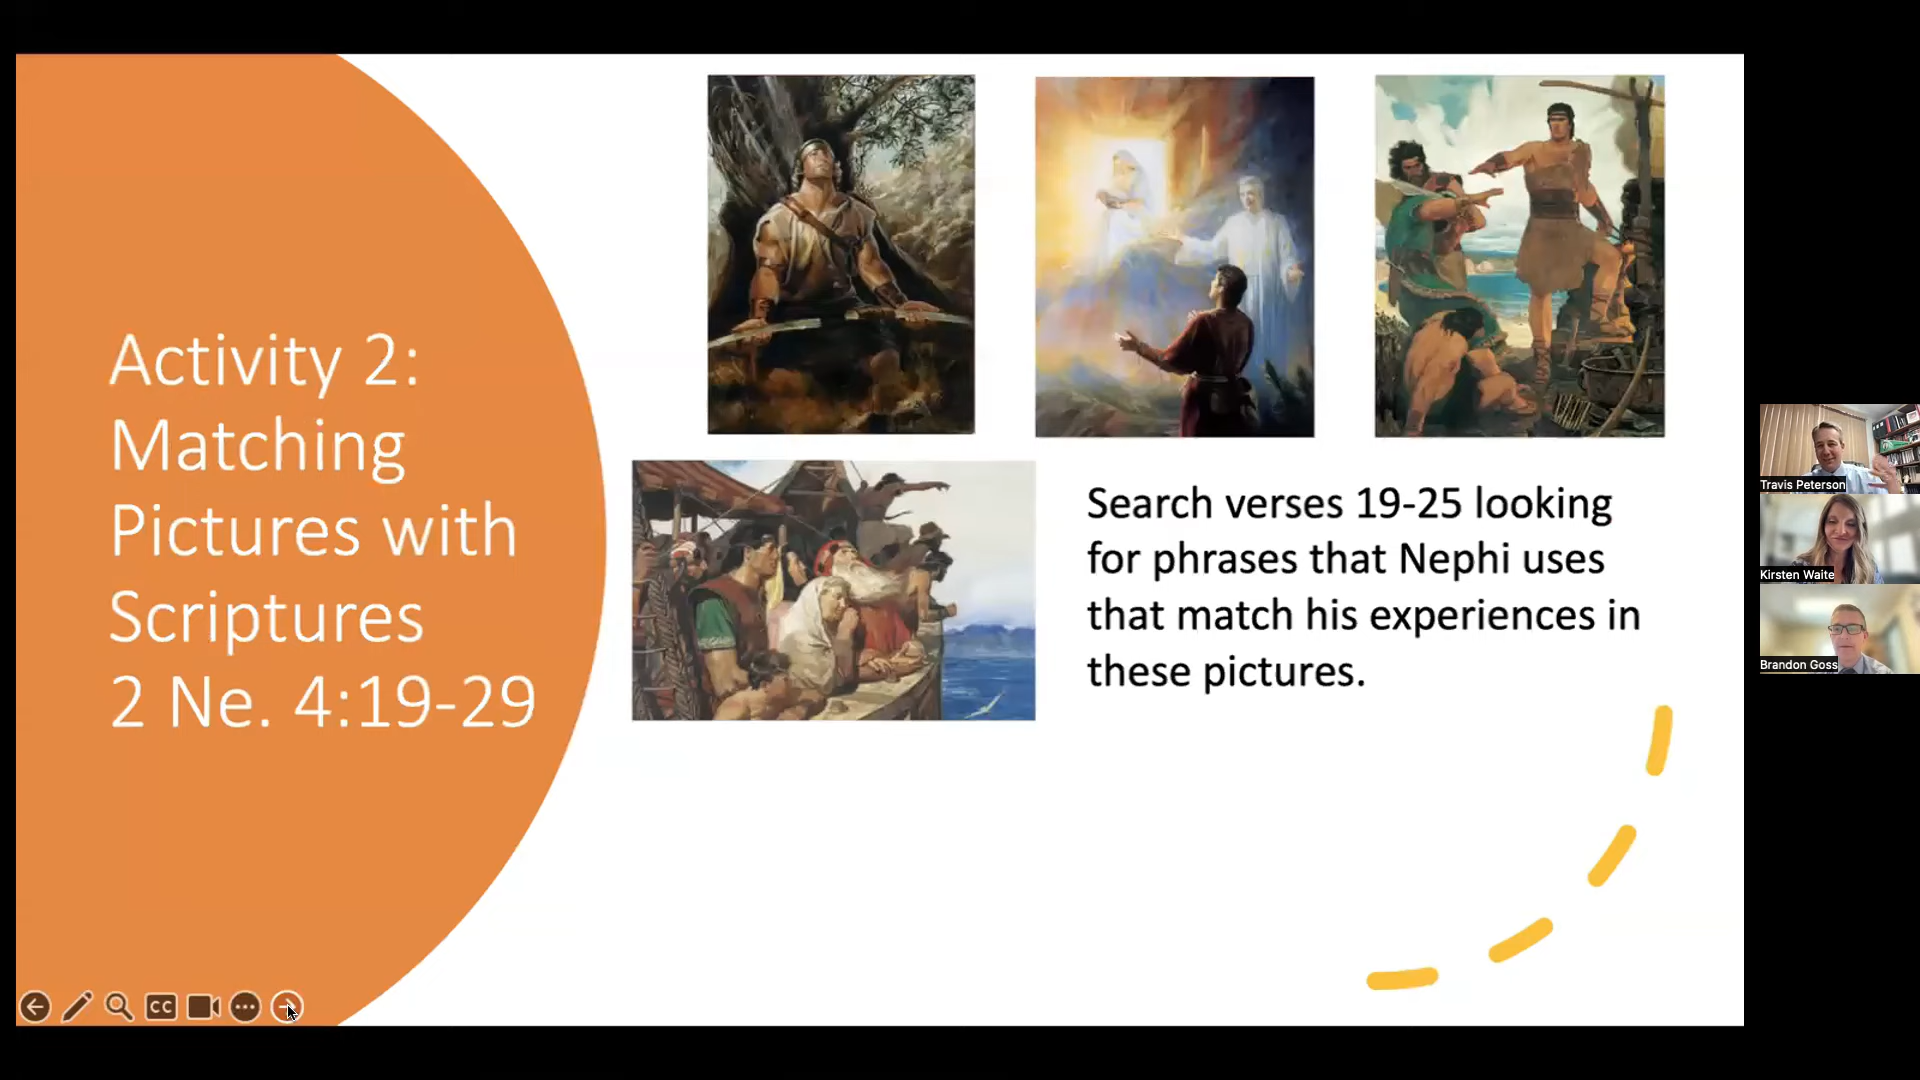 Activity 2:
Matching
Pictures with
Scriptures
2 Ne. 4:19-29
Search verses 19-25 looking
for phrases that Nephi uses
that match his experiences in
these pictures.
CC
Travis Peterson
Kirsten Waite
Brandon Goss